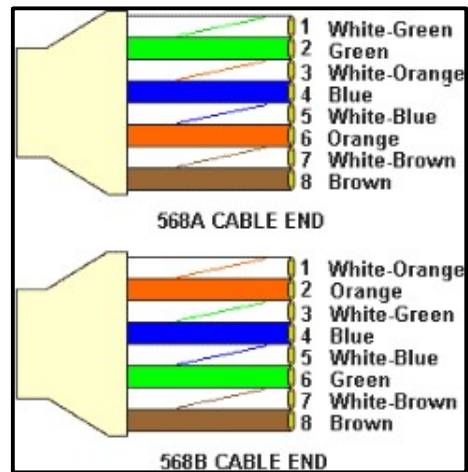 1 White-Green
2 Green
3 White-Orange
4 Blue
5 White-Blue
6 Orange
7 White-Brown
8 Brown
568A CABLE END
1 White-Orange
2 Orange
3 White-Green
4 Blue
5 White-Blue
6 Green
7 White-Brown
8 Brown
568B CABLE END